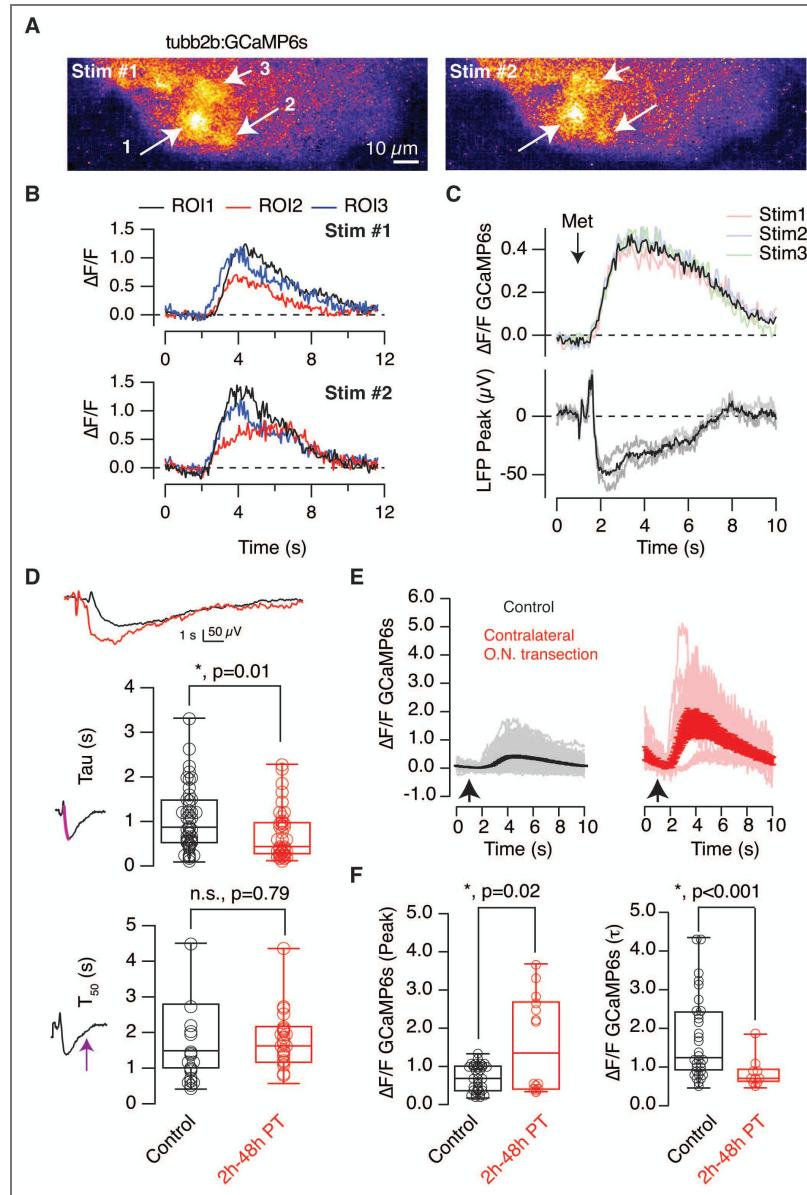 A
tubb2b:GCaMP6s
Stim #1
3
2
1
10 µm
Stim #2
B
ROI1 ROI2 ROI3
Stim #1
ΔF/F
1.5
1.0
0.5
0.0
0 4 8 12
Stim #2
ΔF/F
1.5
1.0
0.5
0.0
0 4 8 12
Time (s)
C
Met
Stim1
Stim2
Stim3
ΔF/F GCaMP6s
0.4
0.2
0.0
LFP Peak (µV)
0
-50
0 2 4 6 8 10
Time (s)
D
1 s 50 µV
*, p=0.01
Tau (s)
4
3
2
1
0
n.s., p=0.79
T50 (s)
5
4
3
2
1
0
Control
2h-48h PT
E
Control
Contralateral
O.N. transection
ΔF/F GCaMP6s
6.0
5.0
4.0
3.0
2.0
1.0
0
-1.0
0 2 4 6 8 10
Time (s)
0 2 4 6 8 10
Time (s)
F
*, p=0.02
ΔF/F GCaMP6s (Peak)
5.0
4.0
3.0
2.0
1.0
0.0
Control
2h-48h PT
*, p<0.001
ΔF/F GCaMP6s (τ)
5.0
4.0
3.0
2.0
1.0
0.0
Control
2h-48h PT